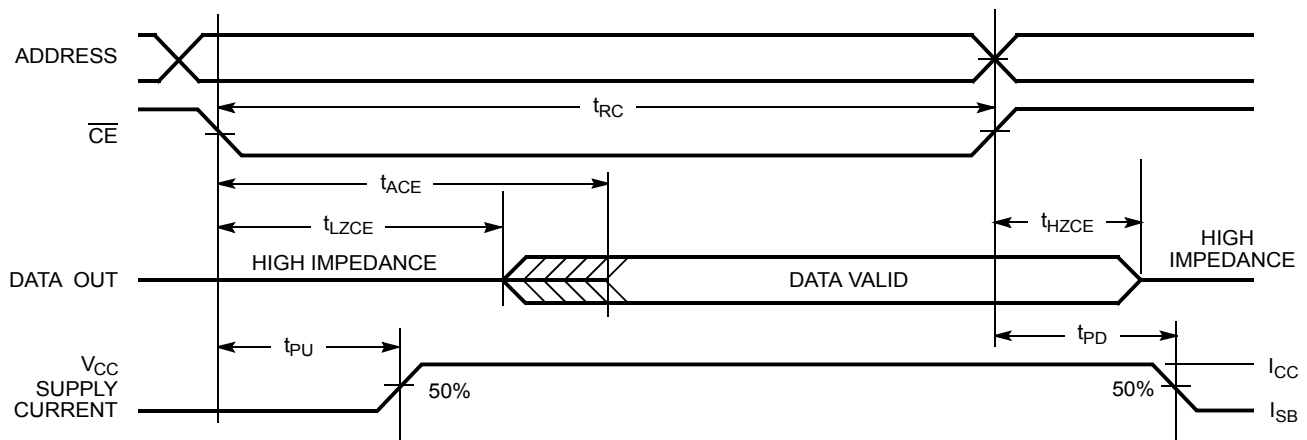 ADDRESS
tRC
CE
tACE
tLZCE
tHZCE
HIGH IMPEDANCE
HIGH
IMPEDANCE
DATA OUT
DATA VALID
tPU
tPD
VCC
SUPPLY
CURRENT
50%
50%
ICC
ISB